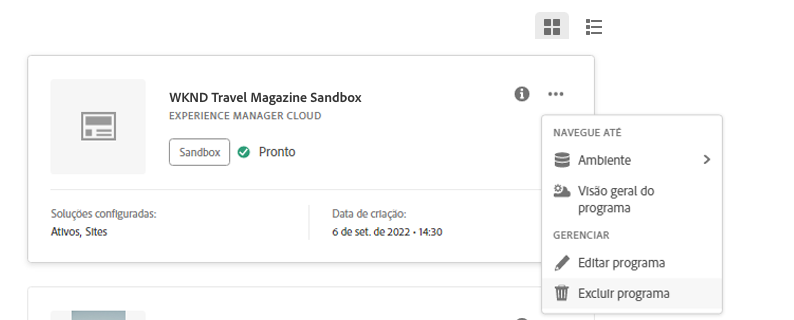 WKND Travel Magazine Sandbox
EXPERIENCE MANAGER CLOUD
Sandbox
Pronto
Soluções configuradas:
Ativos, Sites
Data de criação:
6 de set. de 2022 • 14:30
NAVEGUE ATÉ
Ambiente
Visão geral do
programa
GERENCIAR
Editar programa
Excluir programa